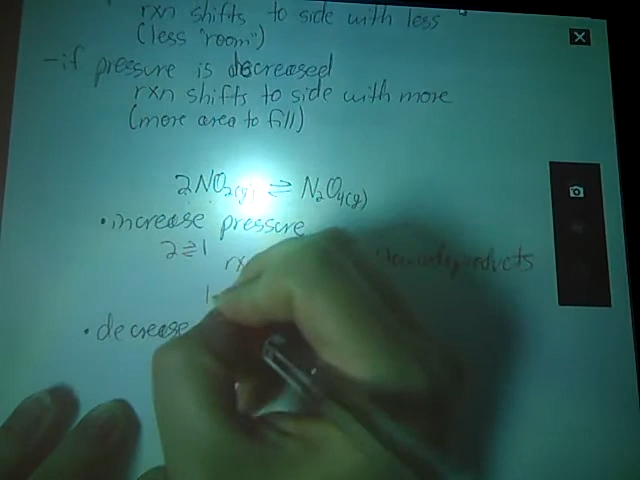 rxn shifts to side with less
(less "room")
-if pressure is decreased
rxn shifts to side with more
(more area to fill)
2NO₂(g) ⇌ N₂O₄(g)
•increase pressure
2⇌1
products
•decrease